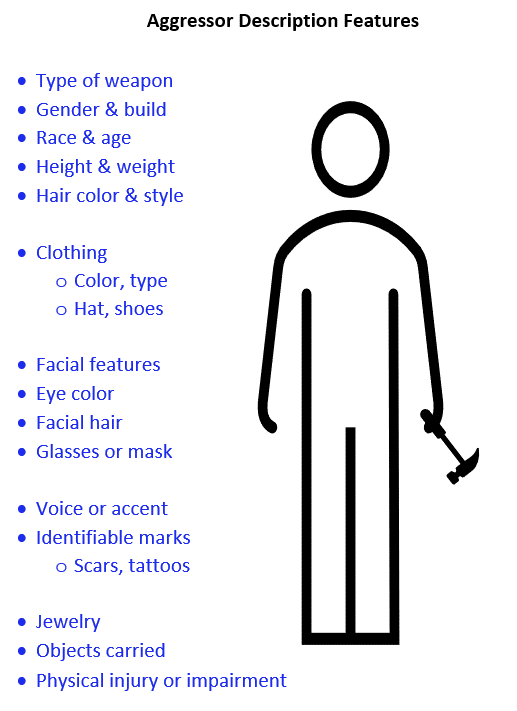 Aggressor Description Features
• Type of weapon
• Gender & build
• Race & age
• Height & weight
• Hair color & style
• Clothing
o Color, type
o Hat, shoes
• Facial features
• Eye color
• Facial hair
• Glasses or mask
• Voice or accent
• Identifiable marks
o Scars, tattoos
• Jewelry
• Objects carried
• Physical injury or impairment